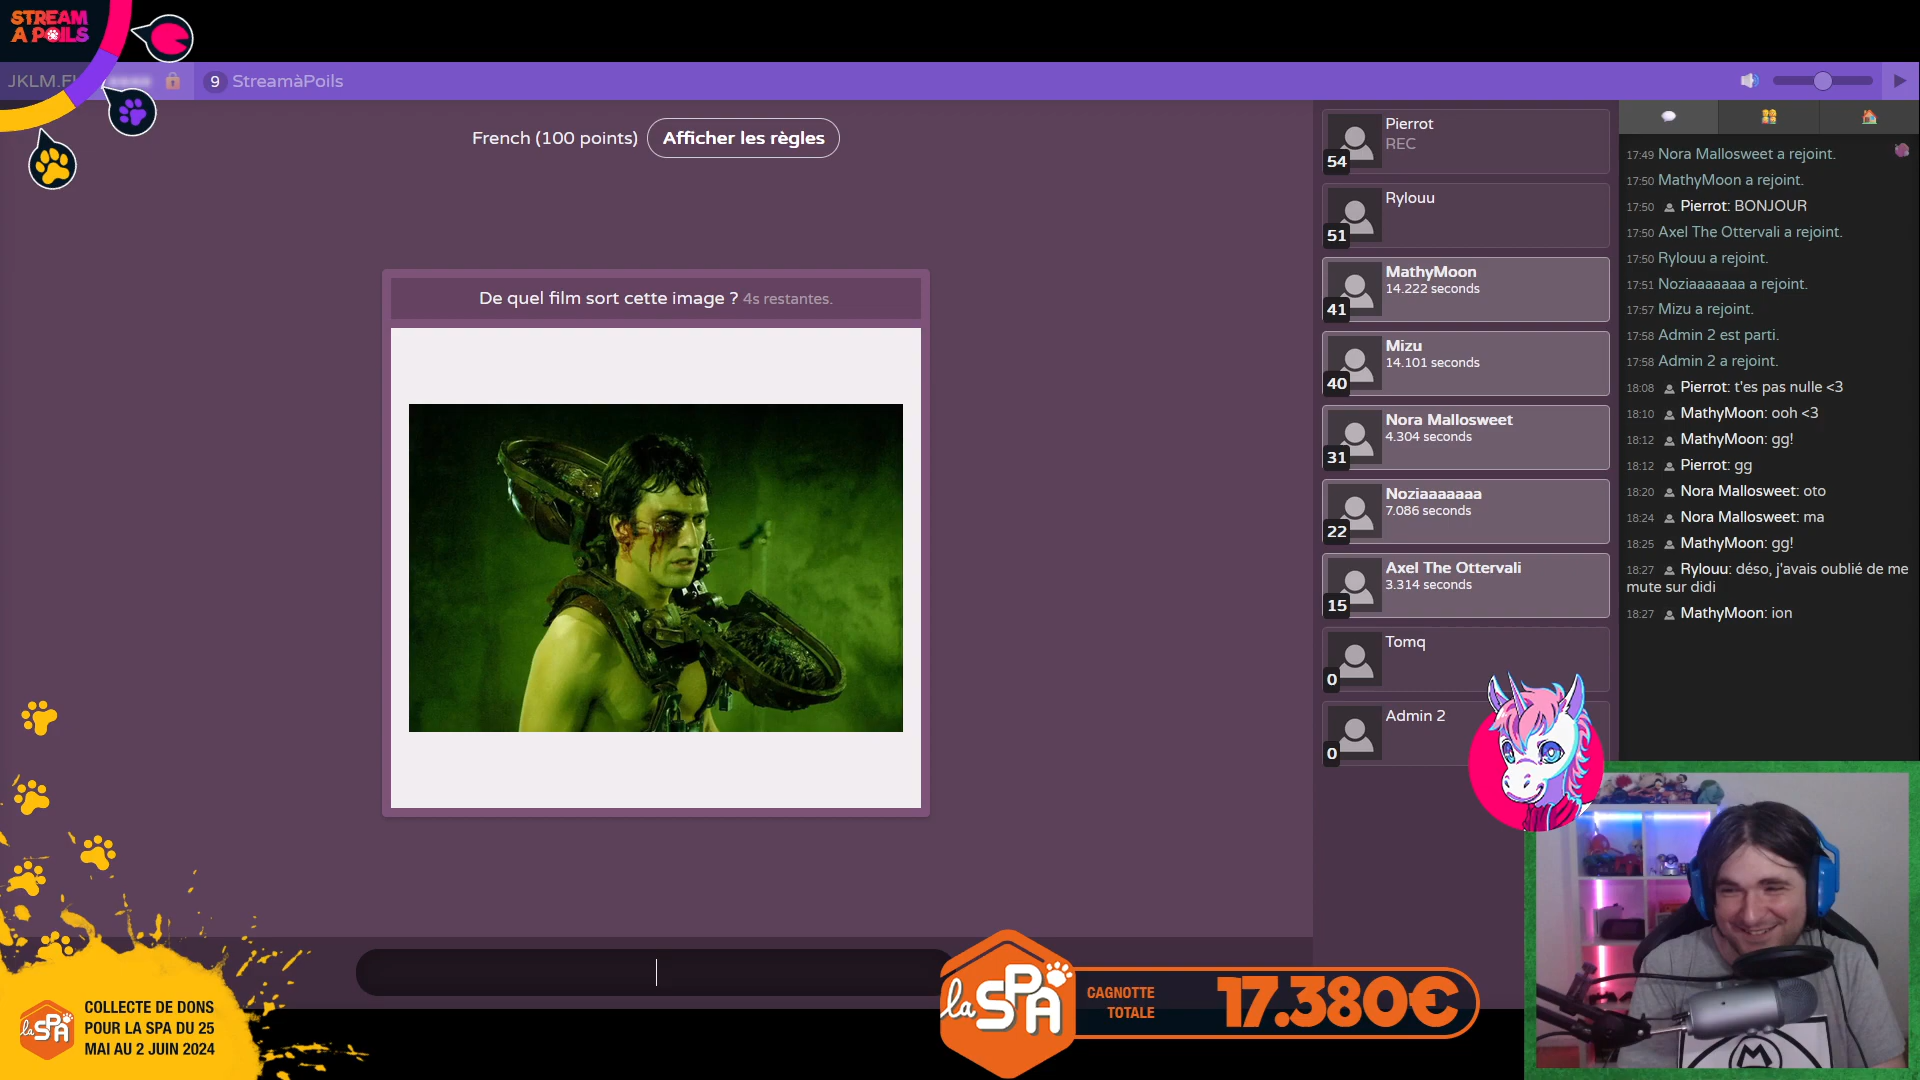 STREAM
A POILS
JKLM.FU
9 StreamàPoils
French (100 points) Afficher les règles
De quel film sort cette image ? 4s restantes.
Pierrot
REC
54
Rylouu
51
MathyMoon
14.222 seconds
41
Mizu
14.101 seconds
40
Nora Mallosweet
4.304 seconds
31
Noziaaaaaaa
7.086 seconds
22
Axel The Ottervali
3.314 seconds
15
Tomq
0
Admin 2
0
17:49 Nora Mallosweet a rejoint.
17:50 MathyMoon a rejoint.
17:50 Pierrot: BONJOUR
17:50 Axel The Ottervali a rejoint.
17:50 Rylouu a rejoint.
17:51 Noziaaaaaaa a rejoint.
17:57 Mizu a rejoint.
17:58 Admin 2 est parti.
17:58 Admin 2 a rejoint.
18:08 Pierrot: t'es pas nulle <3
18:10 MathyMoon: ooh <3
18:12 MathyMoon: gg!
18:12 Pierrot: gg
18:20 Nora Mallosweet: oto
18:24 Nora Mallosweet: ma
18:25 MathyMoon: gg!
18:27 Rylouu: déso, j'avais oublié de me
mute sur didi
18:27 MathyMoon: ion
la SPA
COLLECTE DE DONS
POUR LA SPA DU 25
MAI AU 2 JUIN 2024
la SPA
CAGNOTTE
TOTALE
17.380€
M